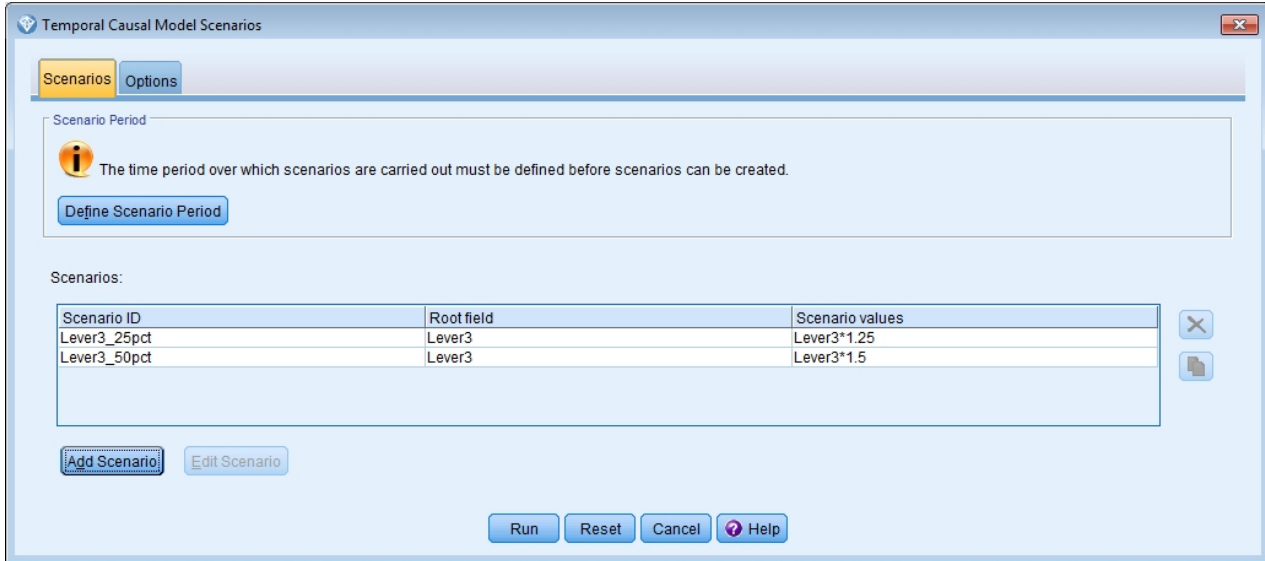 Temporal Causal Model Scenarios
Scenarios Options
Scenario Period
The time period over which scenarios are carried out must be defined before scenarios can be created.
Define Scenario Period
Scenarios:
Scenario ID Root field Scenario values
Lever3_25pct Lever3 Lever3*1.25
Lever3_50pct Lever3 Lever3*1.5
Add Scenario Edit Scenario
Run Reset Cancel Help